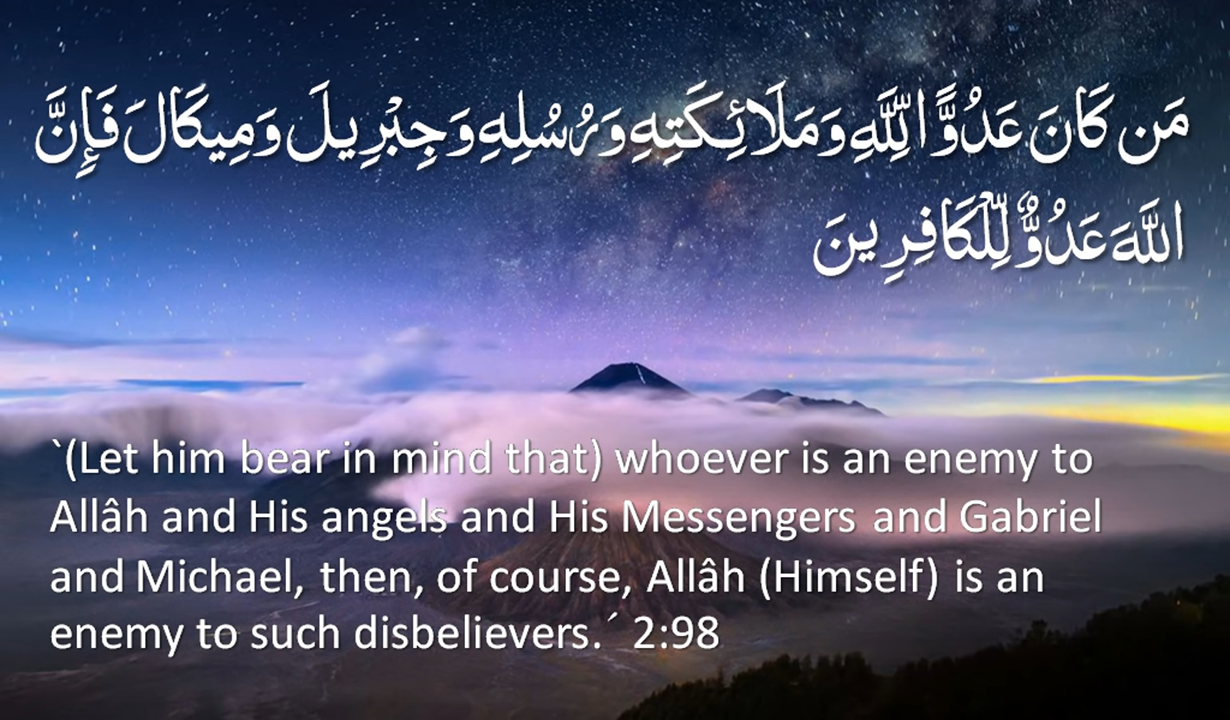 مَن كَانَ عَدُوًّا لِلَّهِ وَمَلَائِكَتِهِ وَرُسُلِهِ وَجِبْرِيلَ وَمِيكَالَ فَإِنَّ
اللَّهَ عَدُوٌّ لِّلْكَافِرِينَ
`(Let him bear in mind that) whoever is an enemy to
Allâh and His angels and His Messengers and Gabriel
and Michael, then, of course, Allâh (Himself) is an
enemy to such disbelievers.´ 2:98